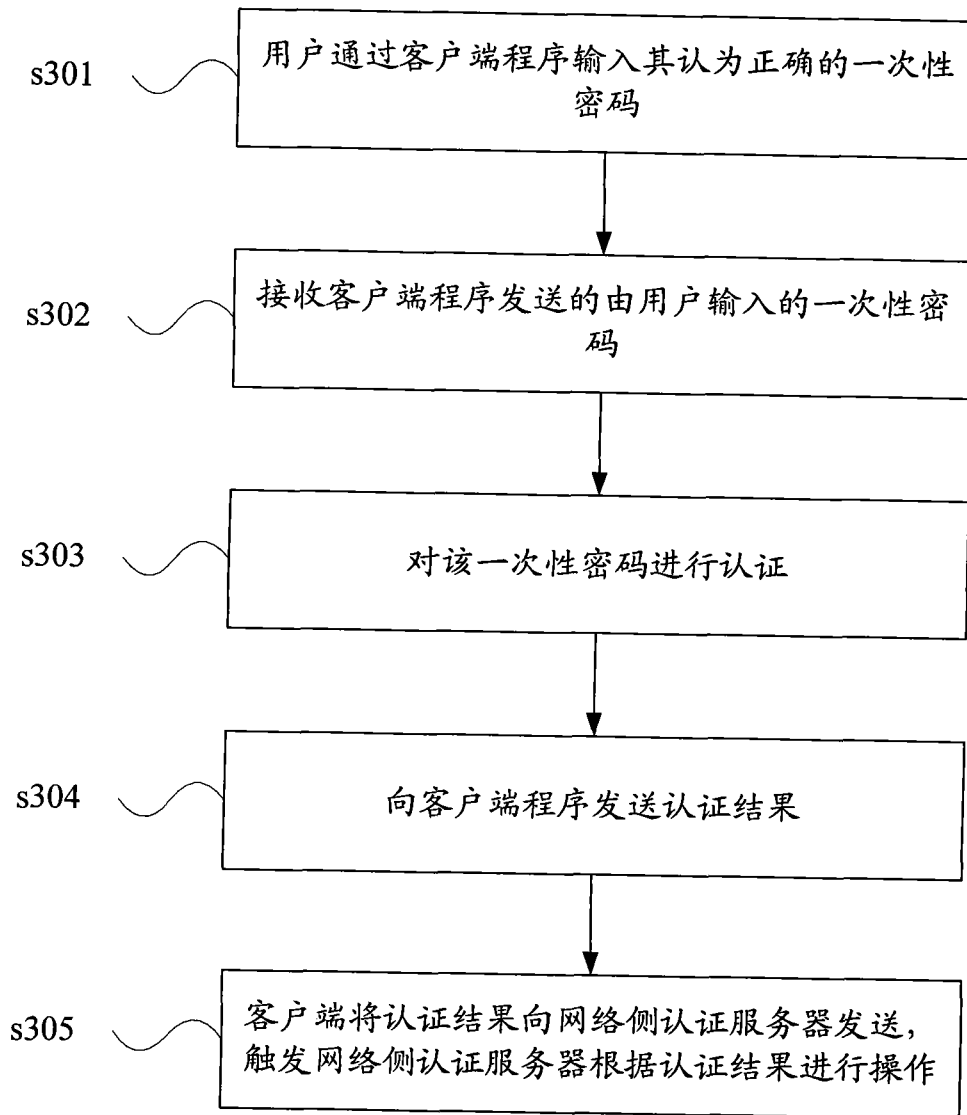 s301
用户通过客户端程序输入其认为正确的一次性
密码
s302
接收客户端程序发送的由用户输入的一次性密
码
s303
对该一次性密码进行认证
s304
向客户端程序发送认证结果
s305
客户端将认证结果向网络侧认证服务器发送，
触发网络侧认证服务器根据认证结果进行操作